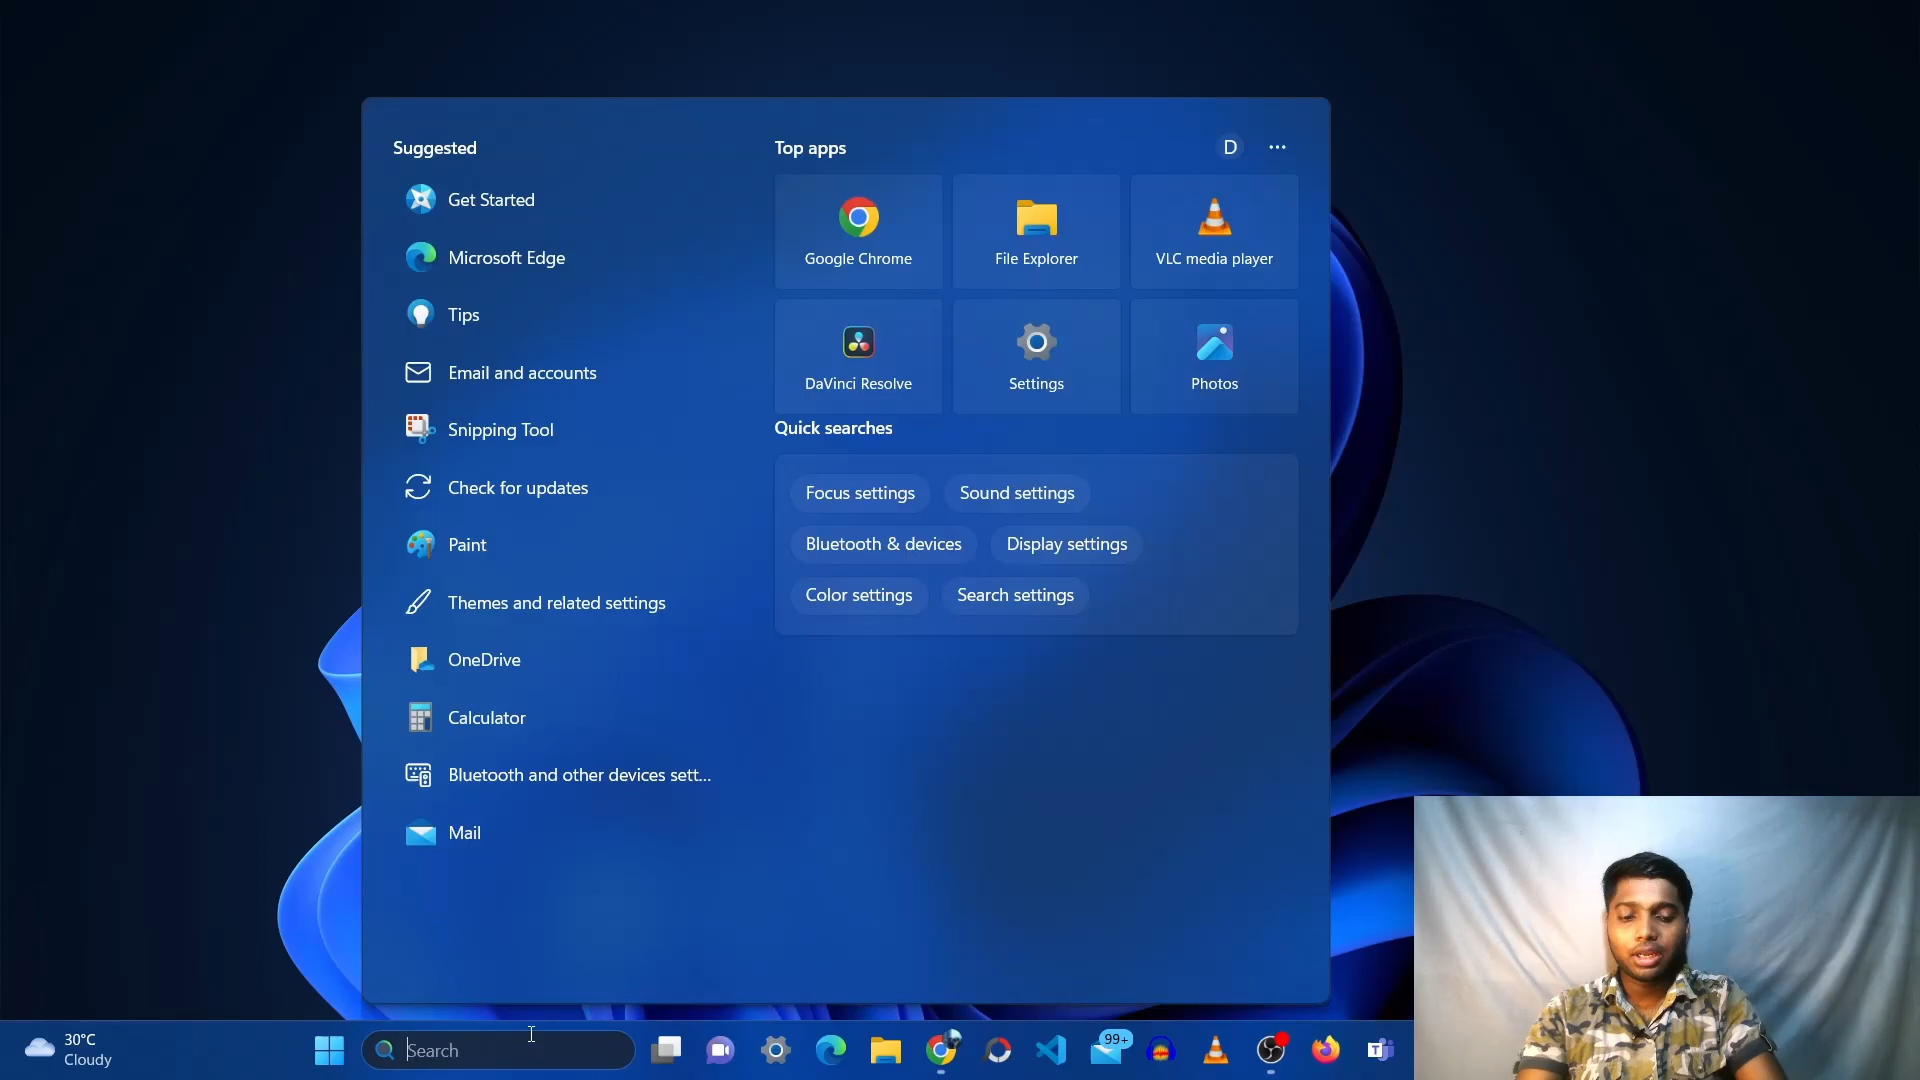 Suggested
Get Started
Microsoft Edge
Tips
Email and accounts
Snipping Tool
Check for updates
Paint
Themes and related settings
OneDrive
Calculator
Bluetooth and other devices sett...
Mail
Top apps
D
Google Chrome
File Explorer
VLC media player
DaVinci Resolve
Settings
Photos
Quick searches
Focus settings
Sound settings
Bluetooth & devices
Display settings
Color settings
Search settings
30°C
Cloudy
Search
99+
T